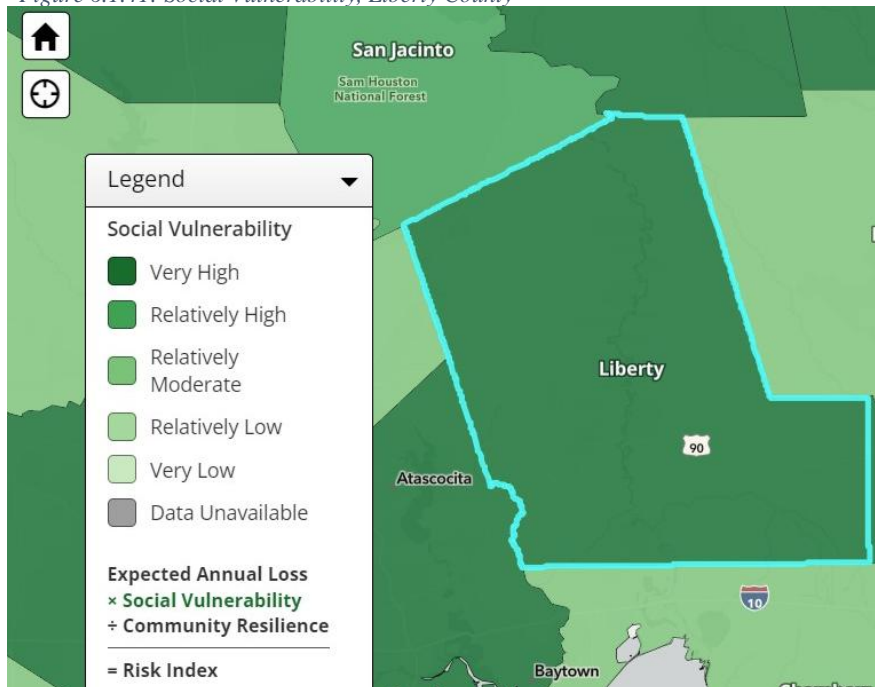 San Jacinto
Sam Houston
National Forest
Legend
Social Vulnerability
Very High
Relatively High
Relatively
Moderate
Relatively Low
Very Low
Data Unavailable
Expected Annual Loss
× Social Vulnerability
÷ Community Resilience
= Risk Index
Liberty
90
Atascocita
10
Baytown